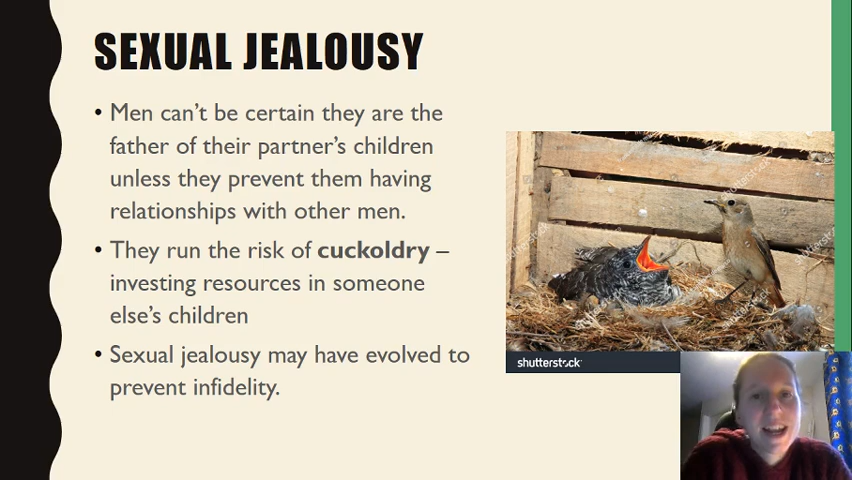 SEXUAL JEALOUSY
• Men can't be certain they are the
father of their partner's children
unless they prevent them having
relationships with other men.
• They run the risk of cuckoldry –
investing resources in someone
else's children
• Sexual jealousy may have evolved to
prevent infidelity.
shutterstock